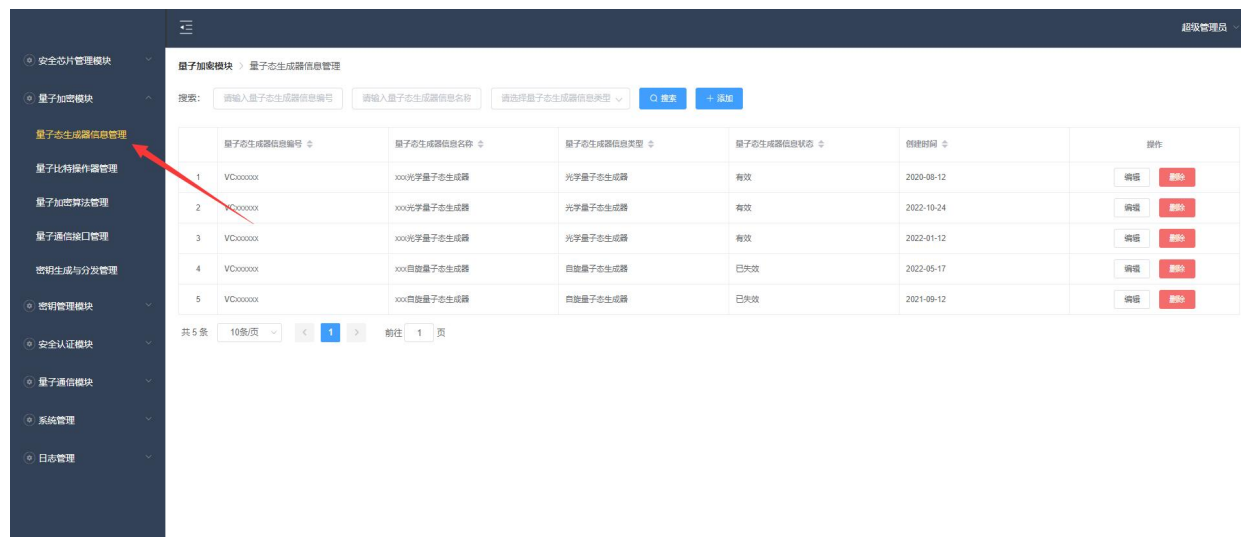 超级管理员
安全芯片管理模块
量子加密模块
量子态生成器信息管理
量子比特操作器管理
量子加密算法管理
量子通信接口管理
密钥生成与分发管理
密钥管理模块
安全认证模块
量子通信模块
系统管理
日志管理
量子加密模块 > 量子态生成器信息管理
搜索: 请输入量子态生成器信息编号 请输入量子态生成器信息名称 请选择量子态生成器信息类型 搜索 + 添加
量子态生成器信息编号 量子态生成器信息名称 量子态生成器信息类型 量子态生成器信息状态 创建时间 操作
1 VCxxxxxx xxx光学量子态生成器 光学量子态生成器 有效 2020-08-12 编辑 删除
2 VCxxxxxx xxx光学量子态生成器 光学量子态生成器 有效 2022-10-24 编辑 删除
3 VCxxxxxx xxx光学量子态生成器 光学量子态生成器 有效 2022-01-12 编辑 删除
4 VCxxxxxx xxx自旋量子态生成器 自旋量子态生成器 已失效 2022-05-17 编辑 删除
5 VCxxxxxx xxx自旋量子态生成器 自旋量子态生成器 已失效 2021-09-12 编辑 删除
共 5 条 10条/页 < 1 > 前往 1 页